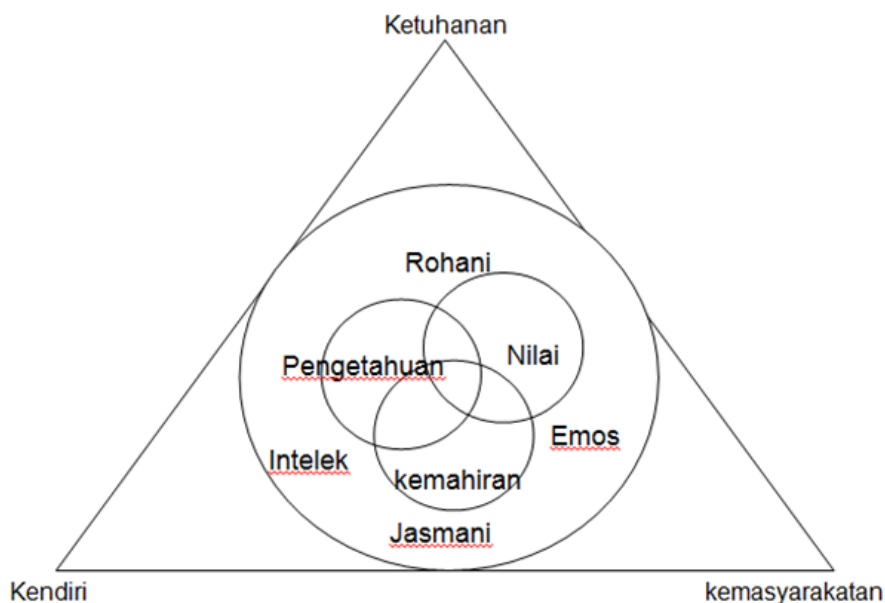 Ketuhanan
Rohani
Nilai
Pengetahuan
Emos
Intelek
kemahiran
Jasmani
Kendiri
kemasyarakatan